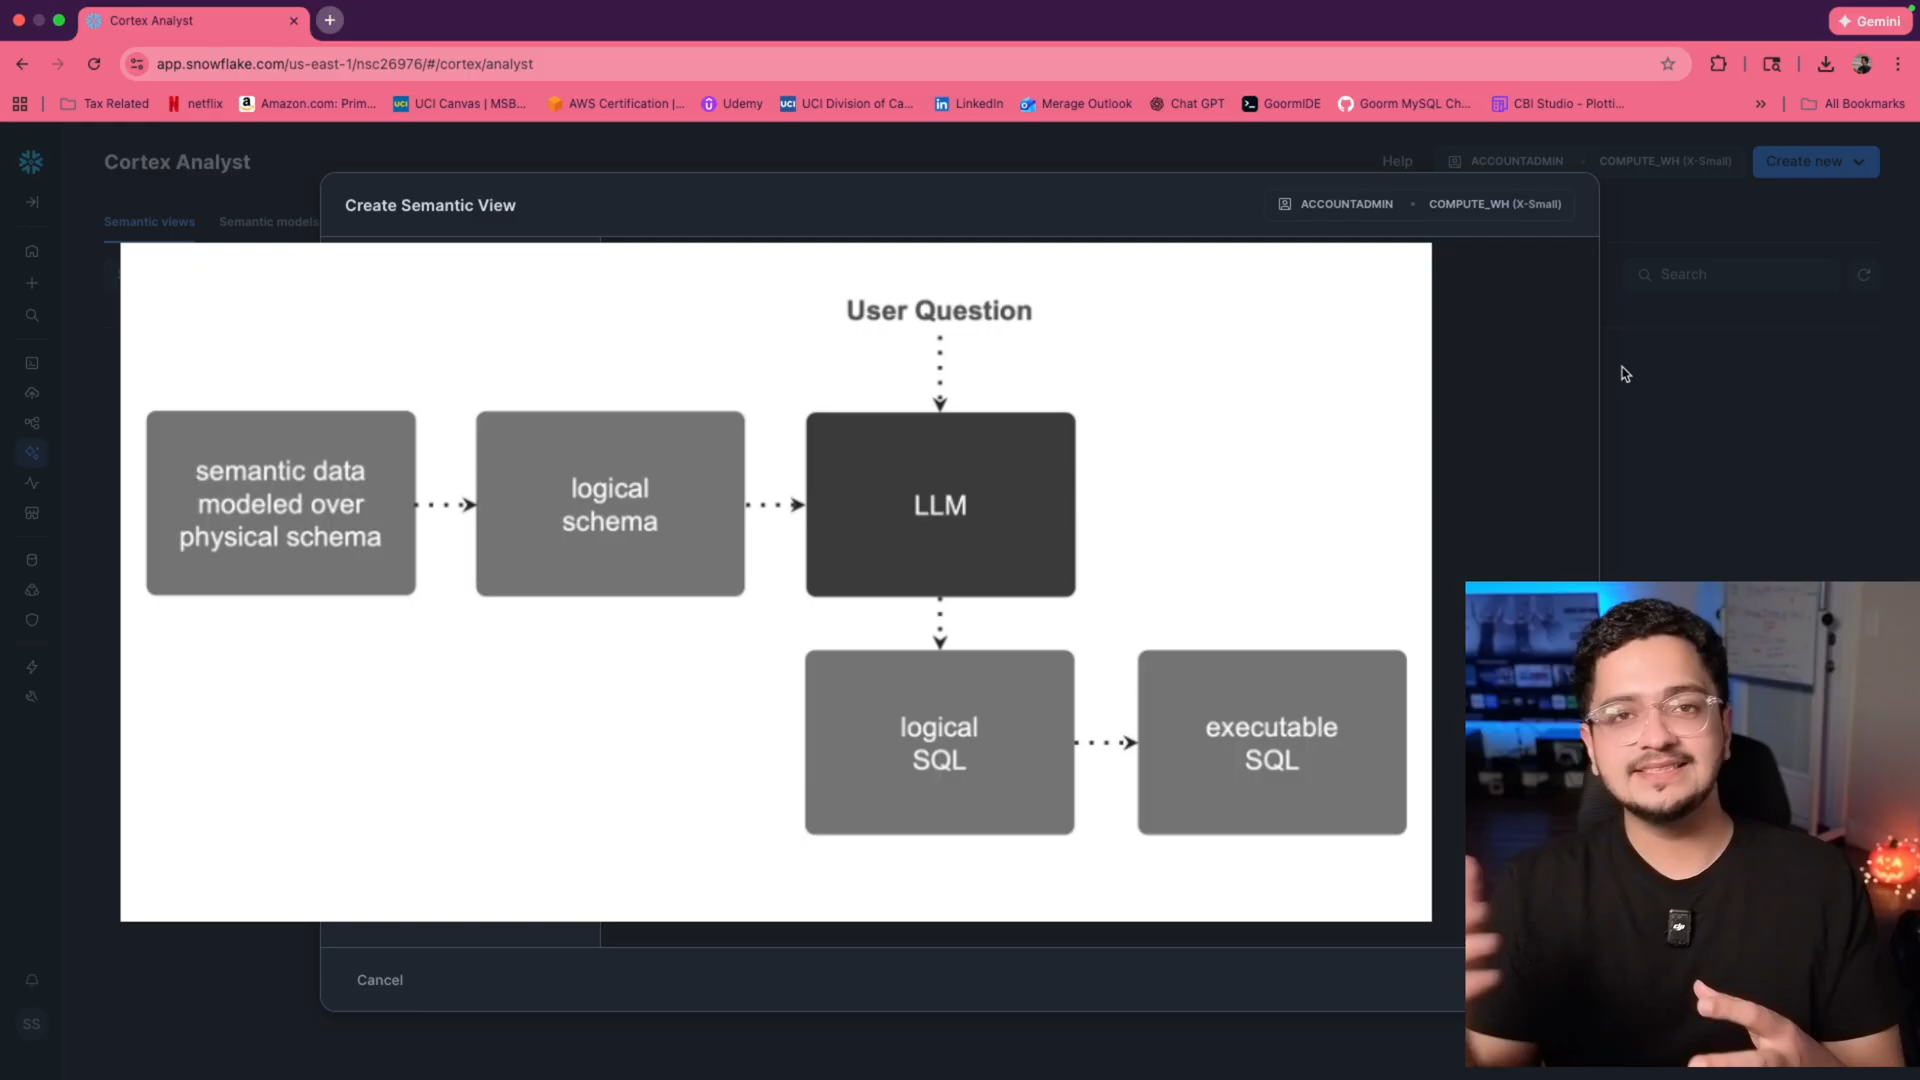 Cortex Analyst
Gemini
app.snowflake.com/us-east-1/nsc26976/#/cortex/analyst
Tax Related
netflix
Amazon.com: Prim...
UCI Canvas | MSB...
AWS Certification |...
Udemy
UCI Division of Ca...
LinkedIn
Merage Outlook
Chat GPT
GoormIDE
Goorm MySQL Ch...
CBI Studio - Plotti...
All Bookmarks
Cortex Analyst
Help
ACCOUNTADMIN
COMPUTE_WH (X-Small)
Create new
Semantic views
Semantic models
Create Semantic View
ACCOUNTADMIN
COMPUTE_WH (X-Small)
Search
User Question
semantic data
modeled over
physical schema
logical
schema
LLM
logical
SQL
executable
SQL
Cancel
SS
dji